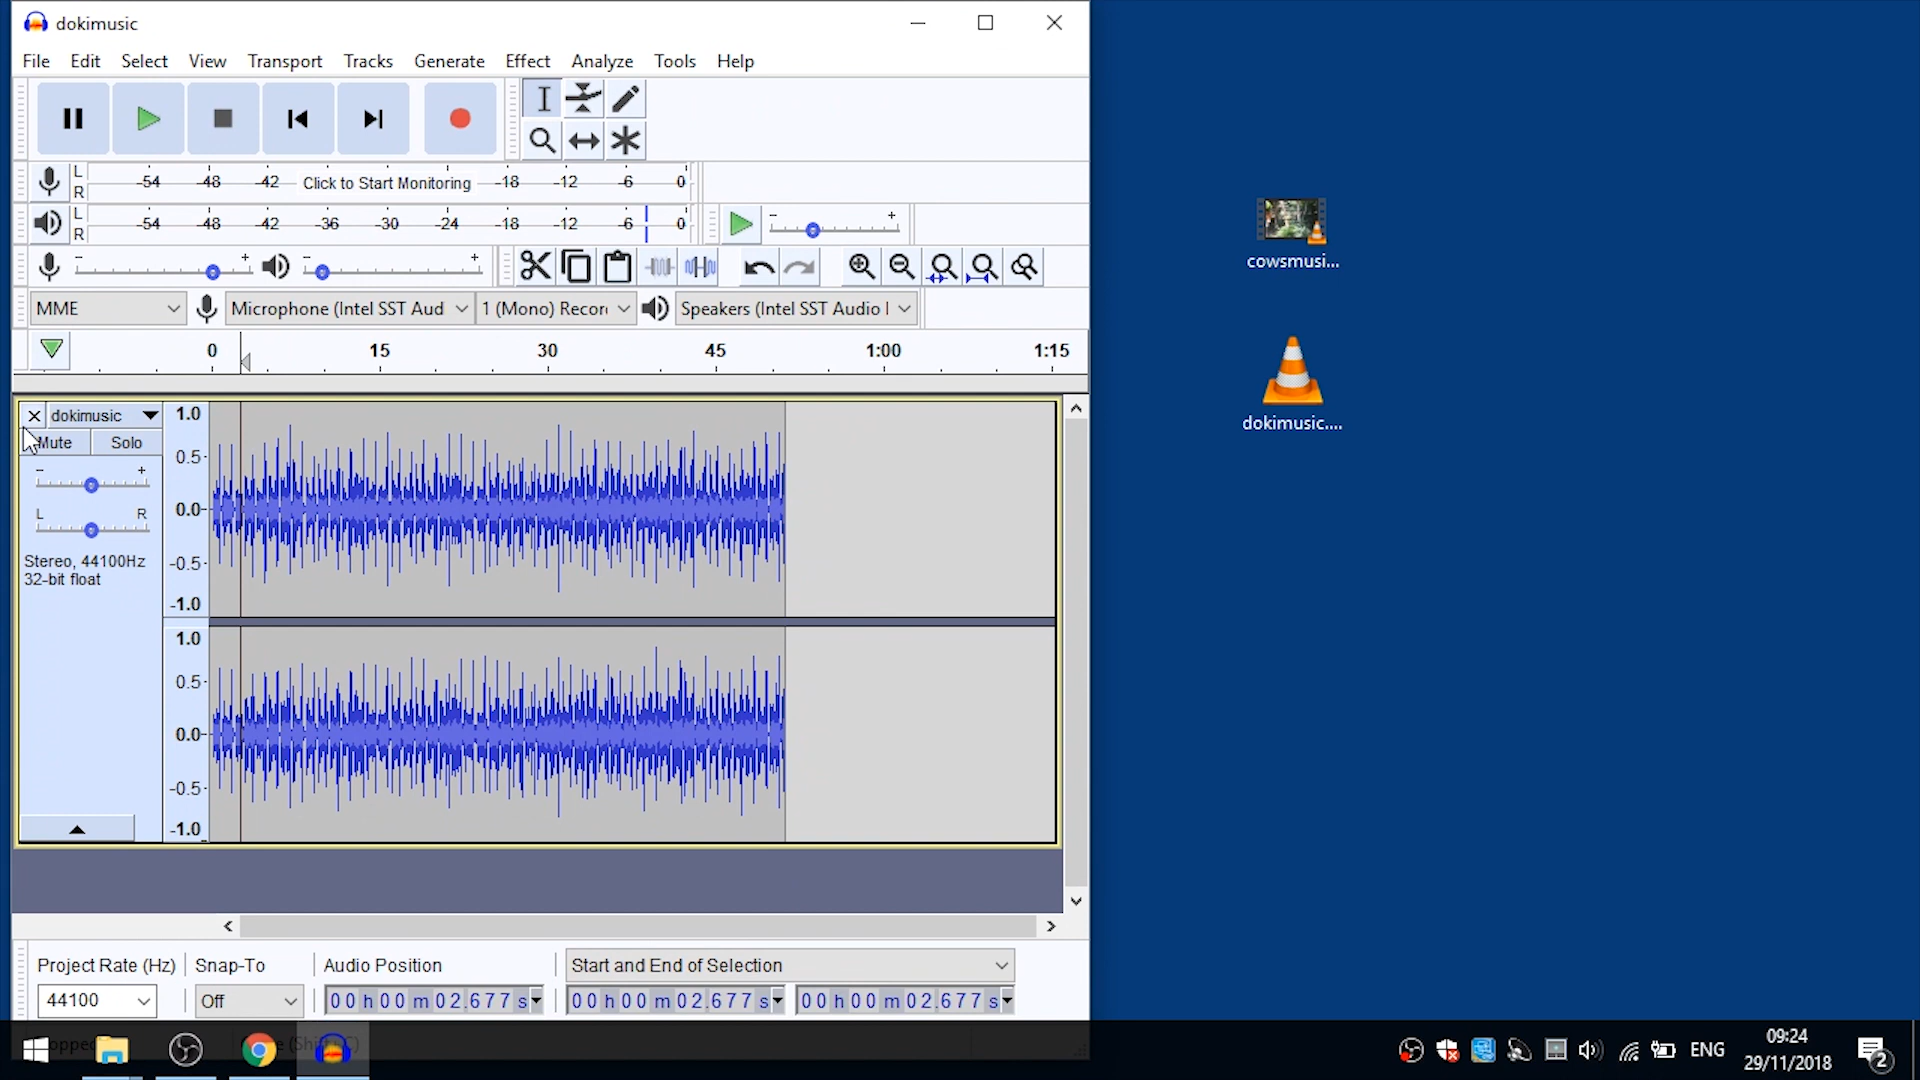 dokimusic
File Edit Select View Transport Tracks Generate Effect Analyze Tools Help
L
R
-54 -48 -42 Click to Start Monitoring -18 -12 -6 0
L
R
-54 -48 -42 -36 -30 -24 -18 -12 -6 0
- +
- + - +
MME Microphone (Intel SST Aud 1 (Mono) Recor Speakers (Intel SST Audio
0 15 30 45 1:00 1:15
dokimusic
Mute Solo
- +
L R
Stereo, 44100Hz
32-bit float
1.0
0.5
0.0
-0.5
-1.0
1.0
0.5
0.0
-0.5
-1.0
Project Rate (Hz) Snap-To Audio Position Start and End of Selection
44100 Off 00 h 00 m 02.677 s 00 h 00 m 02.677 s 00 h 00 m 02.677 s
cowsmusi...
dokimusic....
ENG
09:24
29/11/2018
2